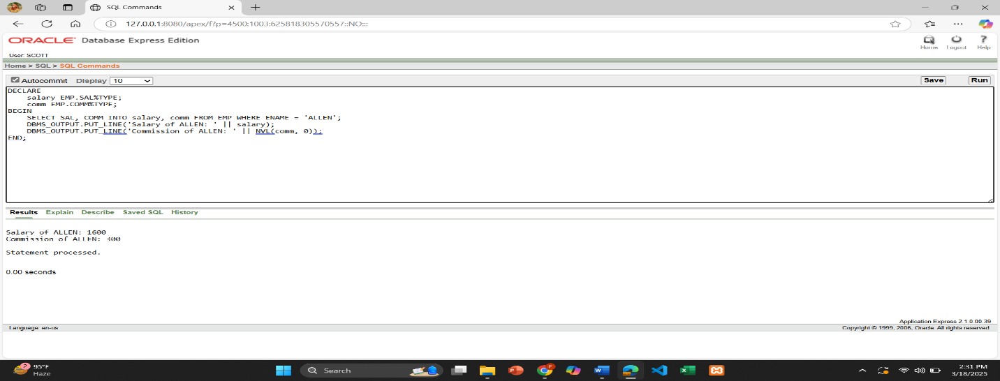 SQL Commands
127.0.0.1:8080/apex/f?p=4500:1003:625818305570557::NO:::
ORACLE Database Express Edition
User: SCOTT
Home Logout Help
Home > SQL > SQL Commands
Autocommit Display 10 Save Run
DECLARE
salary EMP.SAL%TYPE;
comm EMP.COMM%TYPE;
BEGIN
SELECT SAL, COMM INTO salary, comm FROM EMP WHERE ENAME = 'ALLEN';
DBMS_OUTPUT.PUT_LINE('Salary of ALLEN: ' || salary);
DBMS_OUTPUT.PUT_LINE('Commission of ALLEN: ' || NVL(comm, 0));
END;
Results Explain Describe Saved SQL History
Salary of ALLEN: 1600
Commission of ALLEN: 300
Statement processed.
0.00 seconds
Application Express 2.1.0.00.39
Language: en-us Copyright © 1999, 2006, Oracle. All rights reserved.
2 95°F
Haze
Search
2:31 PM
3/18/2025